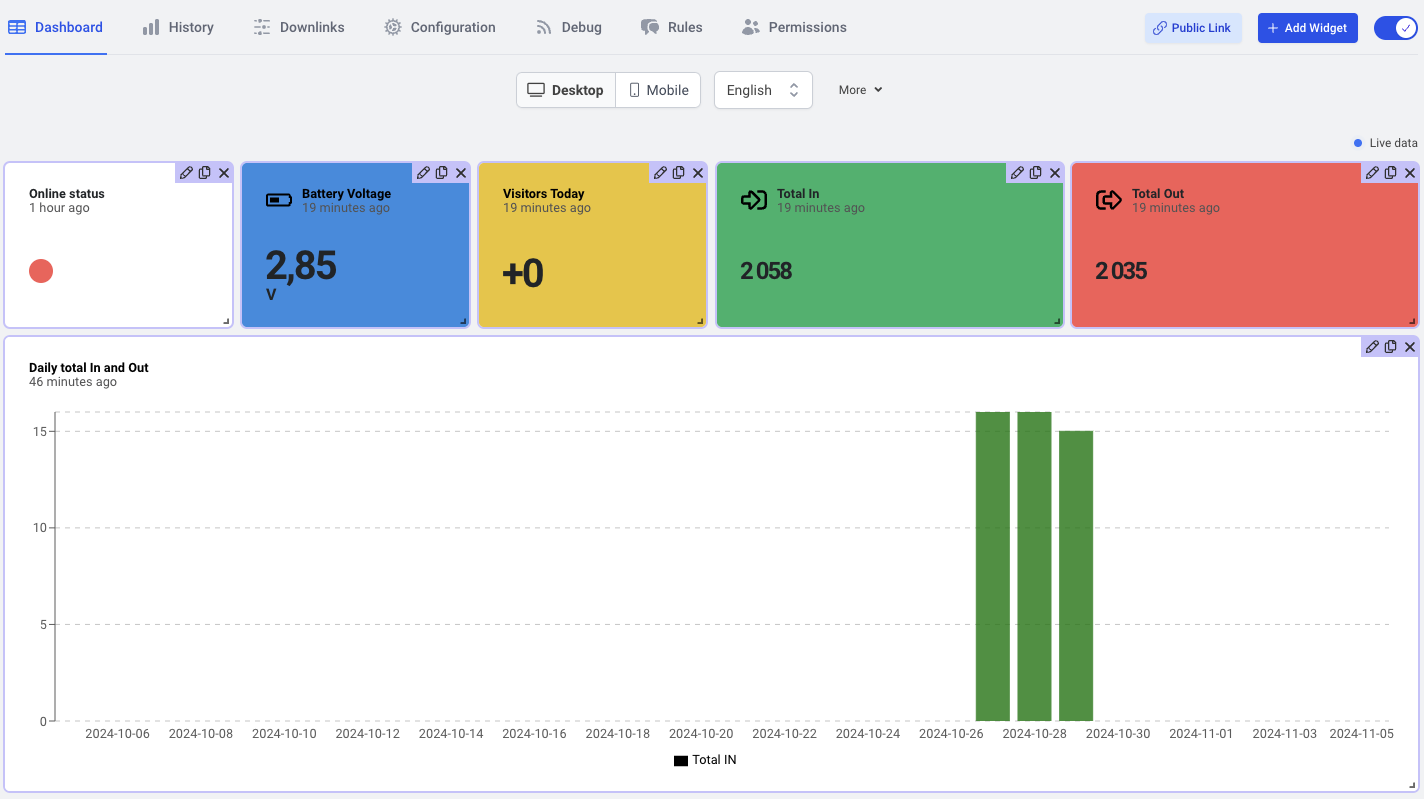 Dashboard History Downlinks Configuration Debug Rules Permissions Public Link Add Widget
Desktop Mobile English More
Live data
Online status
1 hour ago
Battery Voltage
19 minutes ago
2,85
V
Visitors Today
19 minutes ago
+0
Total In
19 minutes ago
2 058
Total Out
19 minutes ago
2 035
Daily total In and Out
46 minutes ago
15
10
5
0
2024-10-06 2024-10-08 2024-10-10 2024-10-12 2024-10-14 2024-10-16 2024-10-18 2024-10-20 2024-10-22 2024-10-24 2024-10-26 2024-10-28 2024-10-30 2024-11-01 2024-11-03 2024-11-05
Total IN